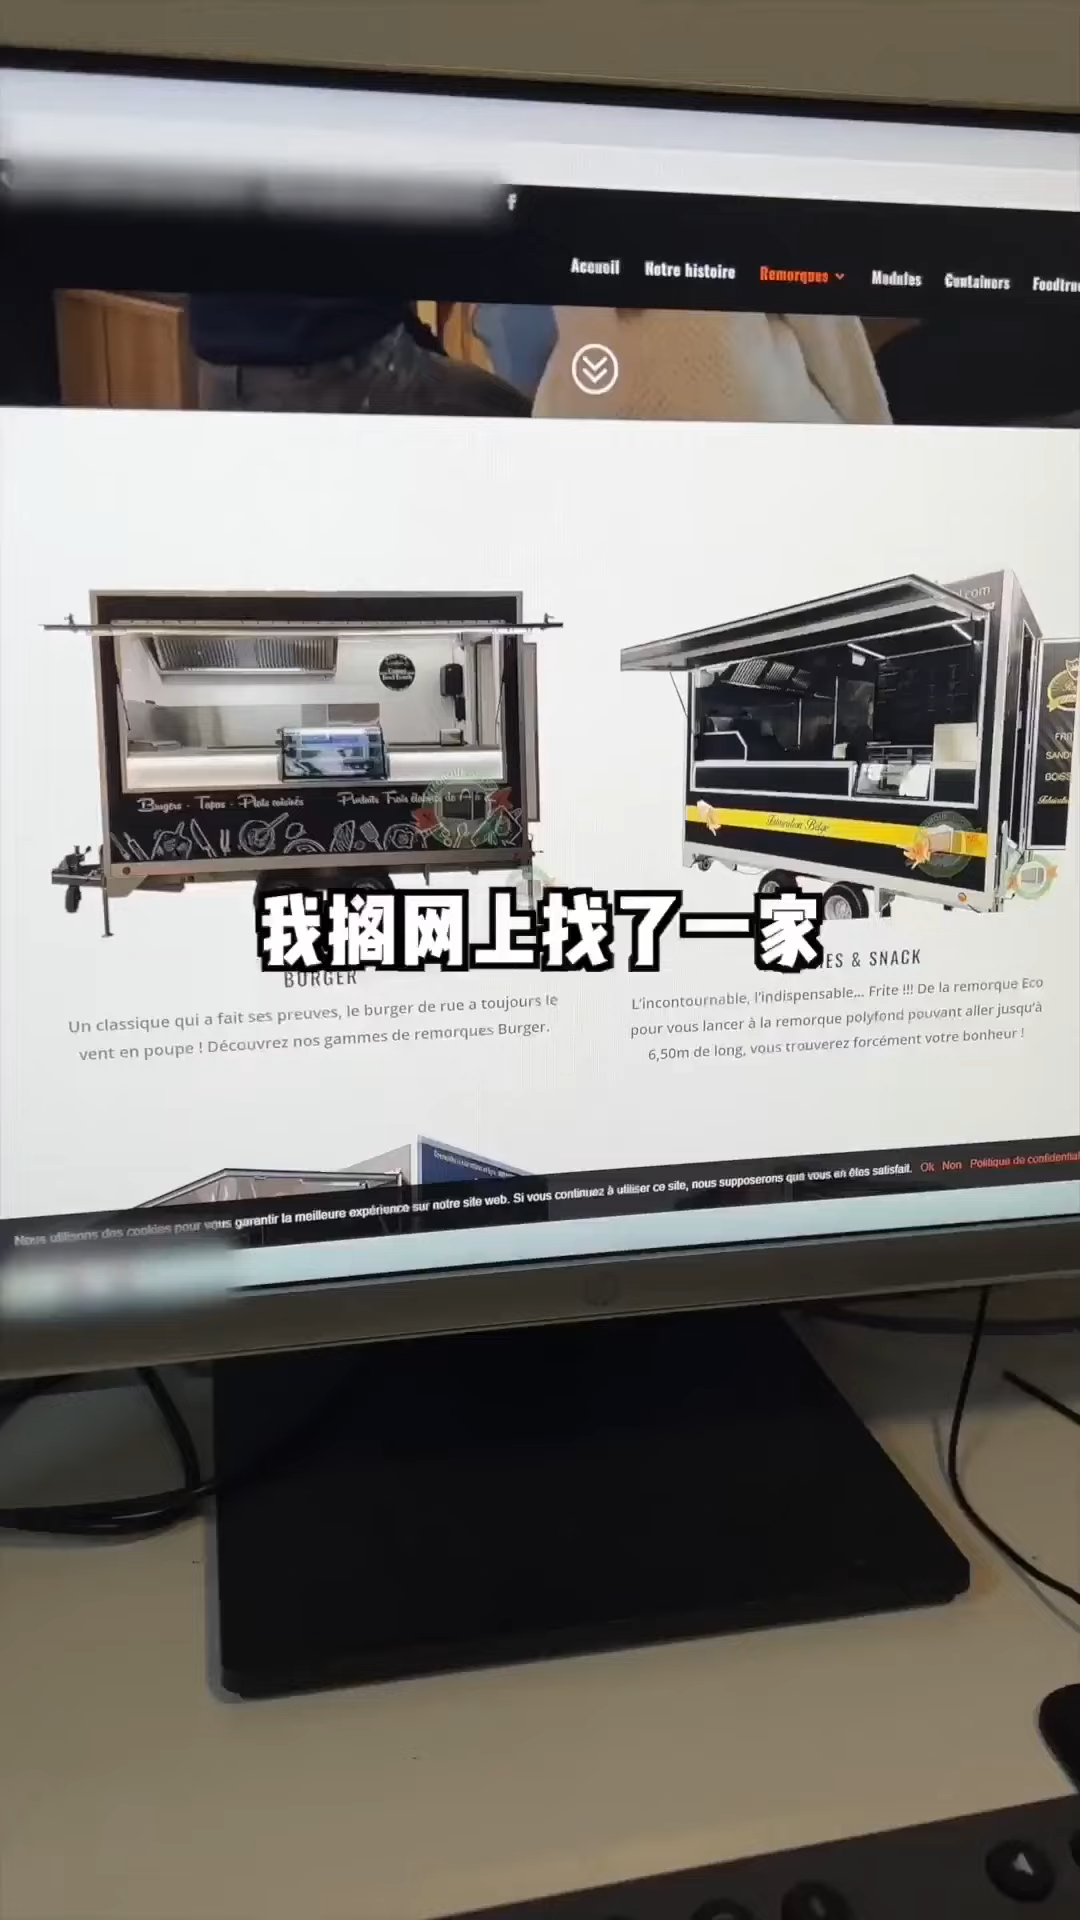 f
Accueil Notre histoire Remorques Modules Containers
Burgers - Tapas - Plats cuisinés Produits Frais
Fabrication Belge
我搁网上找了一家
BURGER
Un classique qui a fait ses preuves, le burger de rue a toujours le
vent en poupe ! Découvrez nos gammes de remorques Burger.
& SNACK
L'incontournable, l'indispensable... Frite !!! De la remorque Eco
pour vous lancer à la remorque polyfond pouvant aller jusqu'à
6,50m de long, vous trouverez forcément votre bonheur !
Nous utilisons des cookies pour vous garantir la meilleure expérience sur notre site web. Si vous continuez à utiliser ce site, nous supposerons que vous en êtes satisfait. Ok Non Politique de confidential